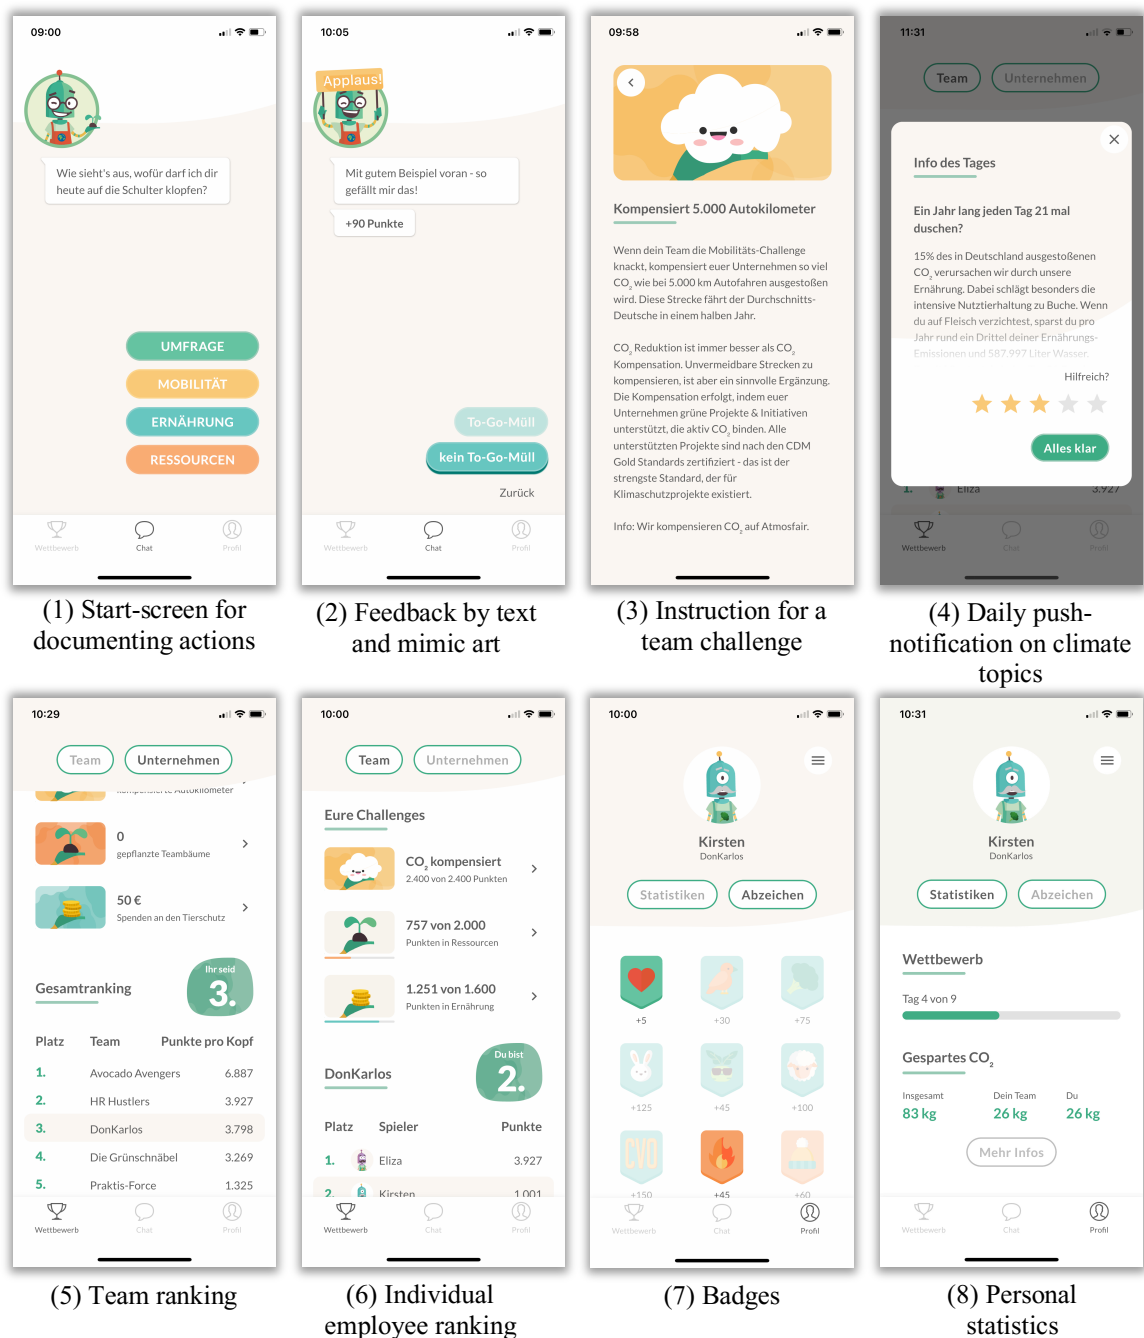 09:00
Wie sieht's aus, wofür darf ich dir
heute auf die Schulter klopfen?
UMFRAGE
MOBILITÄT
ERNÄHRUNG
RESSOURCEN
Wettbewerb
Chat
Profil
(1) Start-screen for
documenting actions
10:05
Applaus!
Mit gutem Beispiel voran - so
gefällt mir das!
+90 Punkte
To-Go-Müll
kein To-Go-Müll
Zurück
Wettbewerb
Chat
Profil
(2) Feedback by text
and mimic art
09:58
Kompensiert 5.000 Autokilometer
Wenn dein Team die Mobilitäts-Challenge
knackt, kompensiert euer Unternehmen so viel
CO₂ wie bei 5.000 km Autofahren ausgestoßen
wird. Diese Strecke fährt der Durchschnitts-
Deutsche in einem halben Jahr.
CO₂ Reduktion ist immer besser als CO₂
Kompensation. Unvermeidbare Strecken zu
kompensieren, ist aber ein sinnvolle Ergänzung.
Die Kompensation erfolgt, indem euer
Unternehmen grüne Projekte & Initiativen
unterstützt, die aktiv CO₂ binden. Alle
unterstützten Projekte sind nach den CDM
Gold Standards zertifiziert - das ist der
strengste Standard, der für
Klimaschutzprojekte existiert.
Info: Wir kompensieren CO₂ auf Atmosfair.
(3) Instruction for a
team challenge
11:31
Team
Unternehmen
Info des Tages
Ein Jahr lang jeden Tag 21 mal
duschen?
15% des in Deutschland ausgestoßenen
CO₂ verursachen wir durch unsere
Ernährung. Dabei schlägt besonders die
intensive Nutztierhaltung zu Buche. Wenn
du auf Fleisch verzichtest, sparst du pro
Jahr rund ein Drittel deiner Ernährungs-
Emissionen und 587.997 Liter Wasser.
Hilfreich?
Alles klar
1. Eliza 3.927
Wettbewerb
Chat
Profil
(4) Daily push-
notification on climate
topics
10:29
Team
Unternehmen
kompensierte Autokilometer
0
gepflanzte Teambäume
50 €
Spenden an den Tierschutz
Gesamtranking
Ihr seid
3.
Platz Team Punkte pro Kopf
1. Avocado Avengers 6.887
2. HR Hustlers 3.927
3. DonKarlos 3.798
4. Die Grünschnäbel 3.269
5. Praktis-Force 1.325
Wettbewerb
Chat
Profil
(5) Team ranking
10:00
Team
Unternehmen
Eure Challenges
CO₂ kompensiert
2.400 von 2.400 Punkten
757 von 2.000
Punkten in Ressourcen
1.251 von 1.600
Punkten in Ernährung
DonKarlos
Du bist
2.
Platz Spieler Punkte
1. Eliza 3.927
2. Kirsten 1.001
Wettbewerb
Chat
Profil
(6) Individual
employee ranking
10:00
Kirsten
DonKarlos
Statistiken
Abzeichen
+5 +30 +75
+125 +45 +100
CVO
+150 +45 +60
Wettbewerb
Chat
Profil
(7) Badges
10:31
Kirsten
DonKarlos
Statistiken
Abzeichen
Wettbewerb
Tag 4 von 9
Gespartes CO₂
Insgesamt Dein Team Du
83 kg 26 kg 26 kg
Mehr Infos
Wettbewerb
Chat
Profil
(8) Personal
statistics